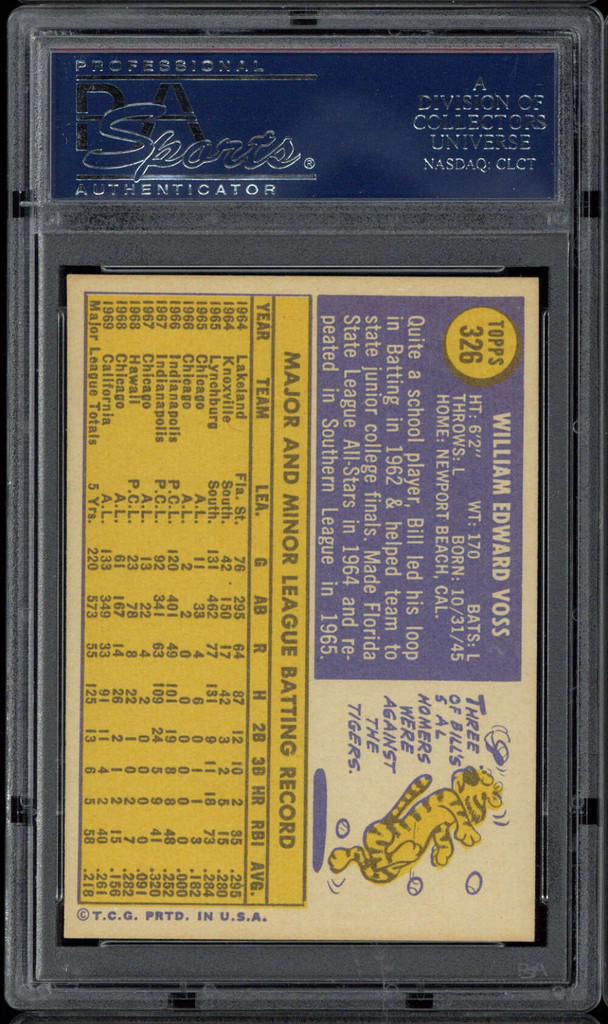 PROFESSIONAL
PSA
Sports®
AUTHENTICATOR
A
DIVISION OF
COLLECTORS
UNIVERSE
NASDAQ: CLCT
TOPPS
326
WILLIAM EDWARD VOSS
HT: 6'2" WT: 170 BATS: L
THROWS: L BORN: 10/31/45
HOME: NEWPORT BEACH, CAL.
Quite a school player, Bill led his loop
in Batting in 1962 & helped team to
state junior college finals. Made Florida
State League All-Stars in 1964 and re-
peated in Southern League in 1965.
THREE
OF BILL'S
5 AL
HOMERS
WERE
AGAINST
THE
TIGERS.
MAJOR AND MINOR LEAGUE BATTING RECORD
YEAR TEAM LEA. G AB R H 2B 3B HR RBI AVG.
1964 Lakeland Fla. St. 76 295 64 87 12 10 2 35 .295
1964 Knoxville South. 42 150 17 42 3 2 2 15 .280
1965 Lynchburg South. 462 77 131 9 11 18 73 .284
1965 Chicago A.L. 11 33 4 6 0 1 1 3 .182
1966 Chicago A.L. 2 2 0 0 0 0 0 0 .000
1966 Indianapolis P.C.L. 120 401 49 101 19 8 48 .252
1967 Indianapolis P.C.L. 92 341 63 109 24 5 9 41 .320
1967 Chicago A.L. 13 22 4 2 0 0 0 0 .091
1968 Hawaii P.C.L. 23 78 8 22 1 0 2 7 .282
1968 Chicago A.L. 61 167 14 26 2 1 2 15 .156
1969 California A.L. 133 349 33 91 11 4 2 40 .261
Major League Totals 5 Yrs. 220 573 55 125 13 6 5 58 .218
©T.C.G. PRTD. IN U.S.A.
PSA